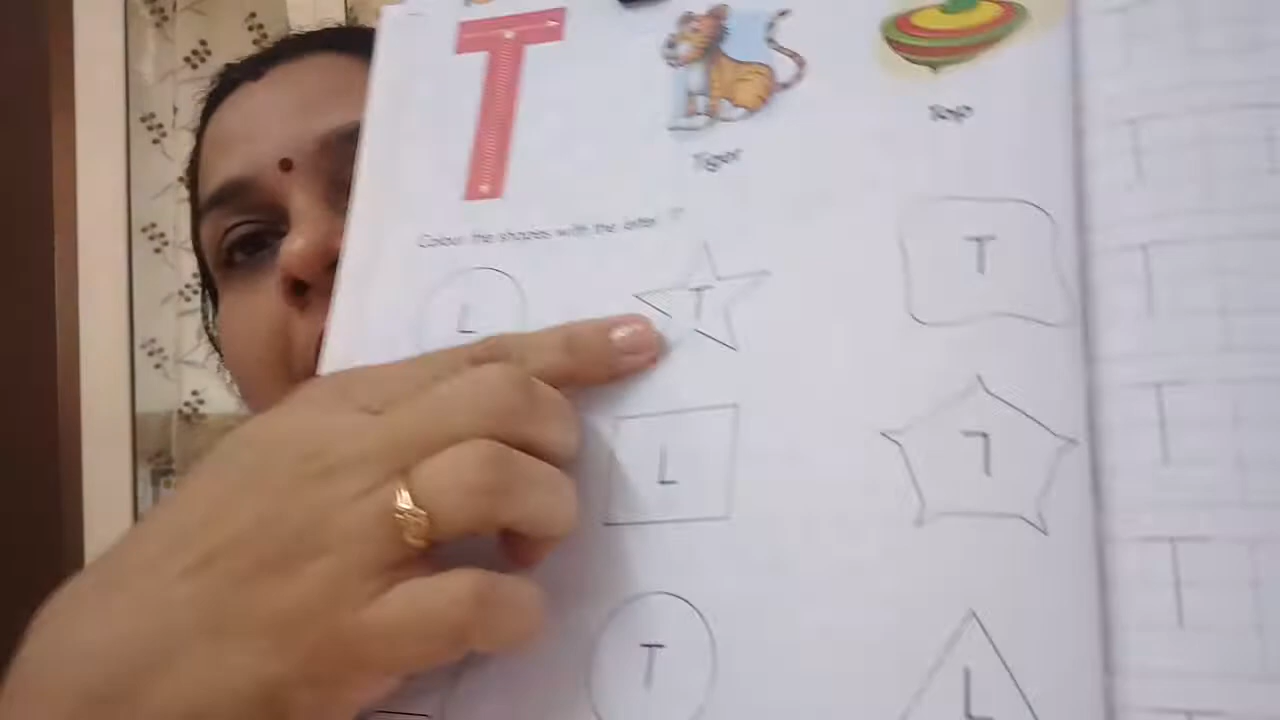 T
Tiger
Top
Colour the shapes with the letter 'T'
L T T
L ⅂
T L
T
T
T
T